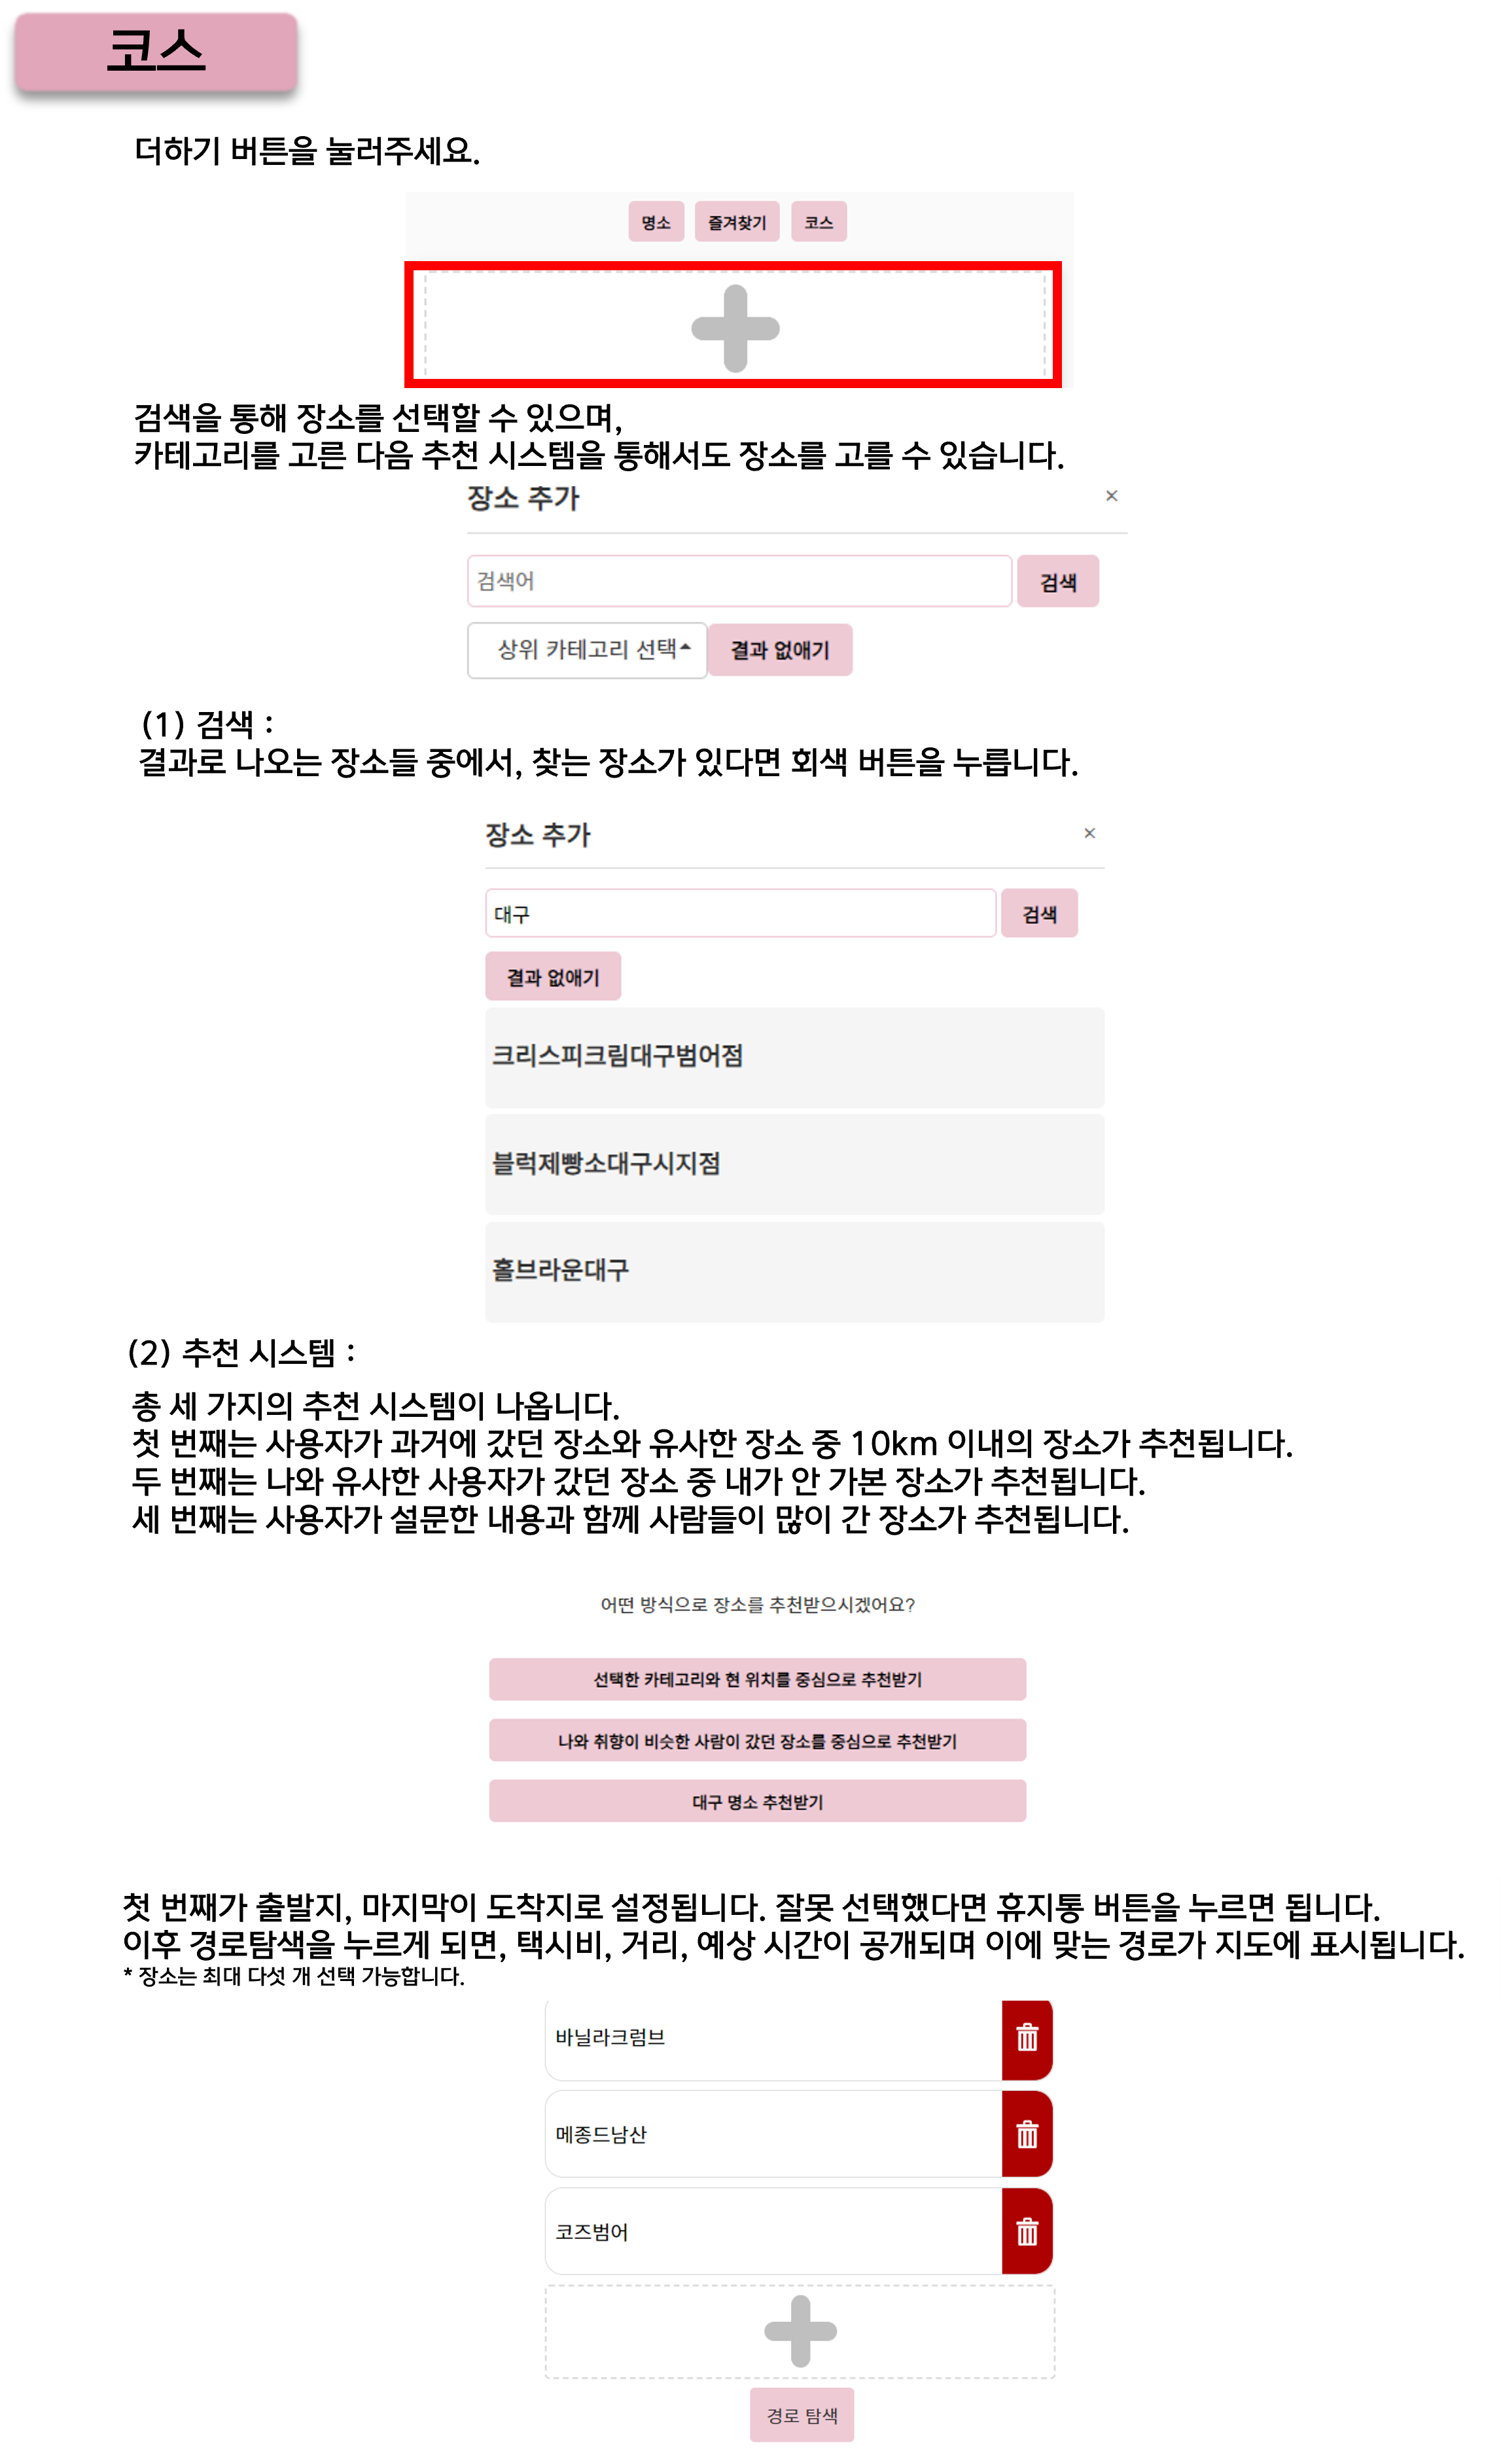 코스
더하기 버튼을 눌러주세요.
명소 즐겨찾기 코스
검색을 통해 장소를 선택할 수 있으며,
카테고리를 고른 다음 추천 시스템을 통해서도 장소를 고를 수 있습니다.
장소 추가 ×
검색어 검색
상위 카테고리 선택 결과 없애기
(1) 검색 :
결과로 나오는 장소들 중에서, 찾는 장소가 있다면 회색 버튼을 누릅니다.
장소 추가 ×
대구 검색
결과 없애기
크리스피크림대구범어점
블럭제빵소대구시지점
홀브라운대구
(2) 추천 시스템 :
총 세 가지의 추천 시스템이 나옵니다.
첫 번째는 사용자가 과거에 갔던 장소와 유사한 장소 중 10km 이내의 장소가 추천됩니다.
두 번째는 나와 유사한 사용자가 갔던 장소 중 내가 안 가본 장소가 추천됩니다.
세 번째는 사용자가 설문한 내용과 함께 사람들이 많이 간 장소가 추천됩니다.
어떤 방식으로 장소를 추천받으시겠어요?
선택한 카테고리와 현 위치를 중심으로 추천받기
나와 취향이 비슷한 사람이 갔던 장소를 중심으로 추천받기
대구 명소 추천받기
첫 번째가 출발지, 마지막이 도착지로 설정됩니다. 잘못 선택했다면 휴지통 버튼을 누르면 됩니다.
이후 경로탐색을 누르게 되면, 택시비, 거리, 예상 시간이 공개되며 이에 맞는 경로가 지도에 표시됩니다.
* 장소는 최대 다섯 개 선택 가능합니다.
바닐라크럼브
메종드남산
코즈범어
경로 탐색